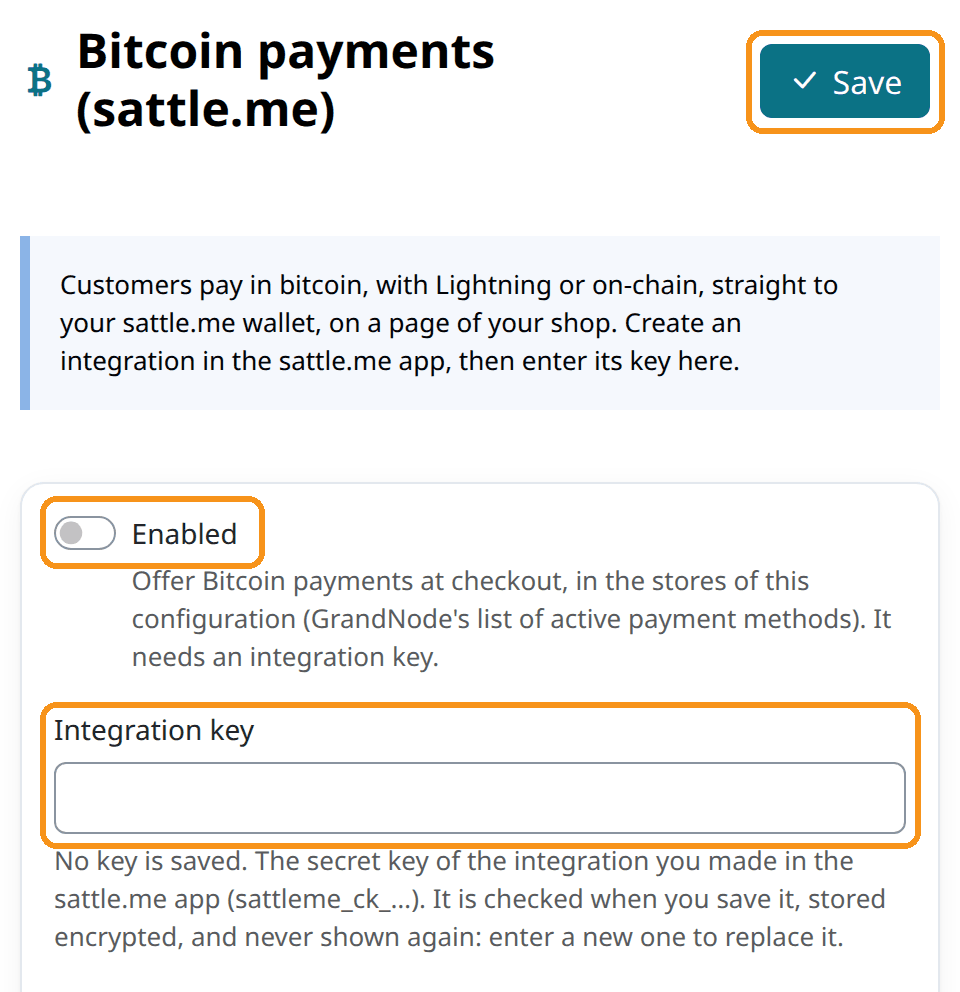 Bitcoin payments
(sattle.me)
Save
Customers pay in bitcoin, with Lightning or on-chain, straight to
your sattle.me wallet, on a page of your shop. Create an
integration in the sattle.me app, then enter its key here.
Enabled
Offer Bitcoin payments at checkout, in the stores of this
configuration (GrandNode's list of active payment methods). It
needs an integration key.
Integration key
No key is saved. The secret key of the integration you made in the
sattle.me app (sattleme_ck_...). It is checked when you save it, stored
encrypted, and never shown again: enter a new one to replace it.